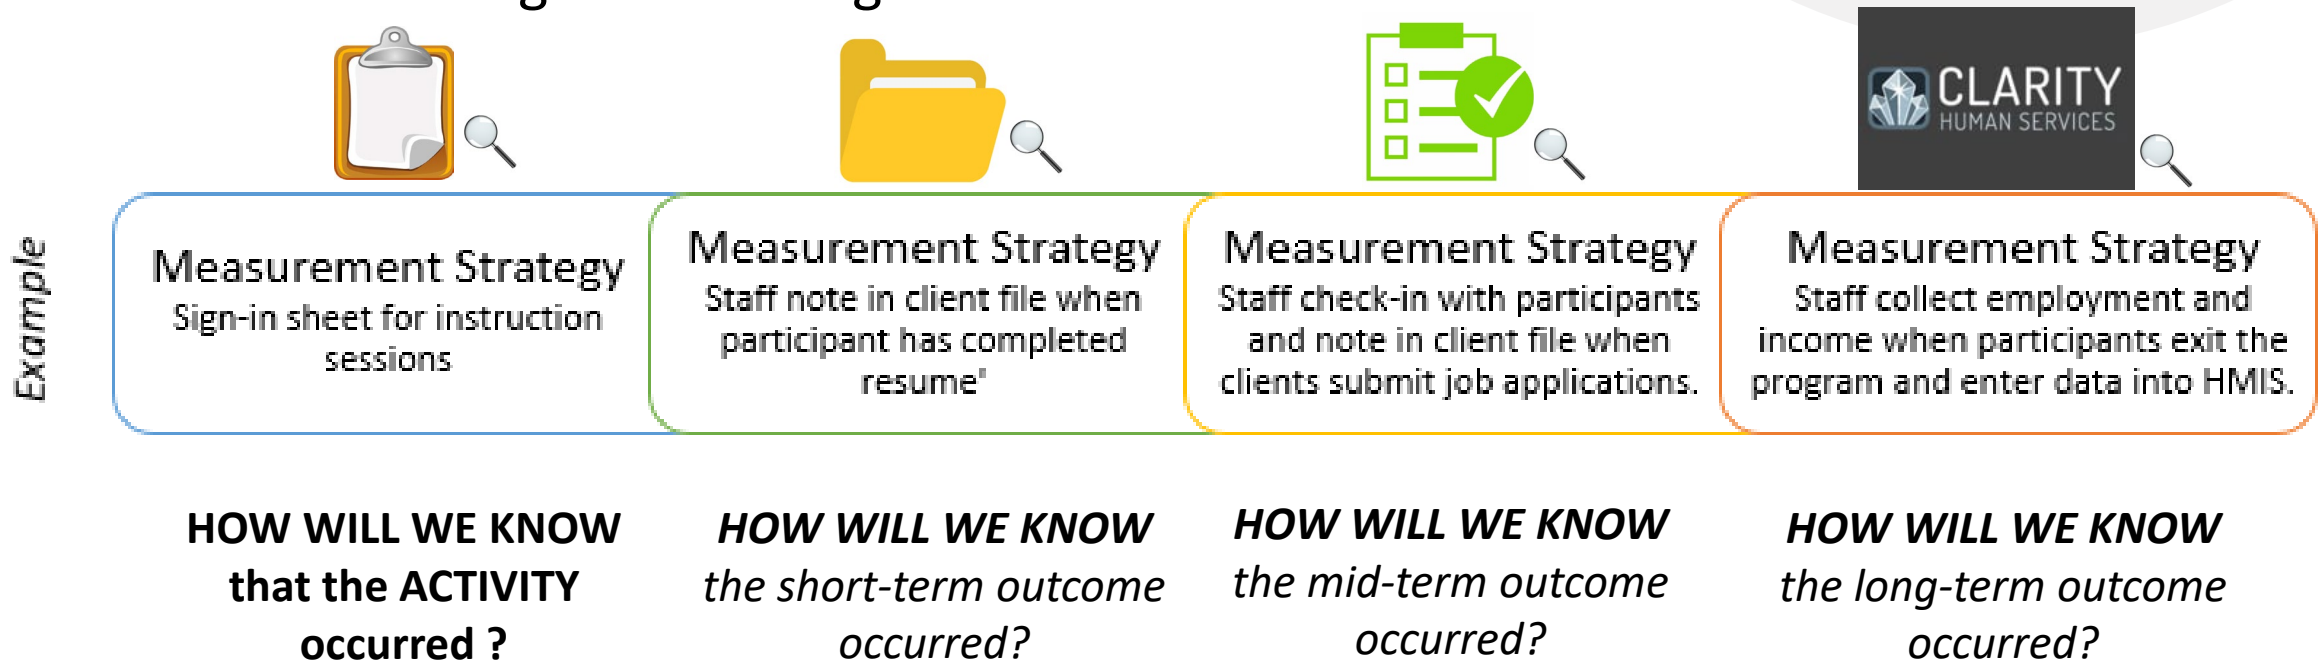 CLARITY
HUMAN SERVICES
Example
Measurement Strategy
Sign-in sheet for instruction
sessions
Measurement Strategy
Staff note in client file when
participant has completed
resume'
Measurement Strategy
Staff check-in with participants
and note in client file when
clients submit job applications.
Measurement Strategy
Staff collect employment and
income when participants exit the
program and enter data into HMIS.
HOW WILL WE KNOW
that the ACTIVITY
occurred ?
HOW WILL WE KNOW
the short-term outcome
occurred?
HOW WILL WE KNOW
the mid-term outcome
occurred?
HOW WILL WE KNOW
the long-term outcome
occurred?